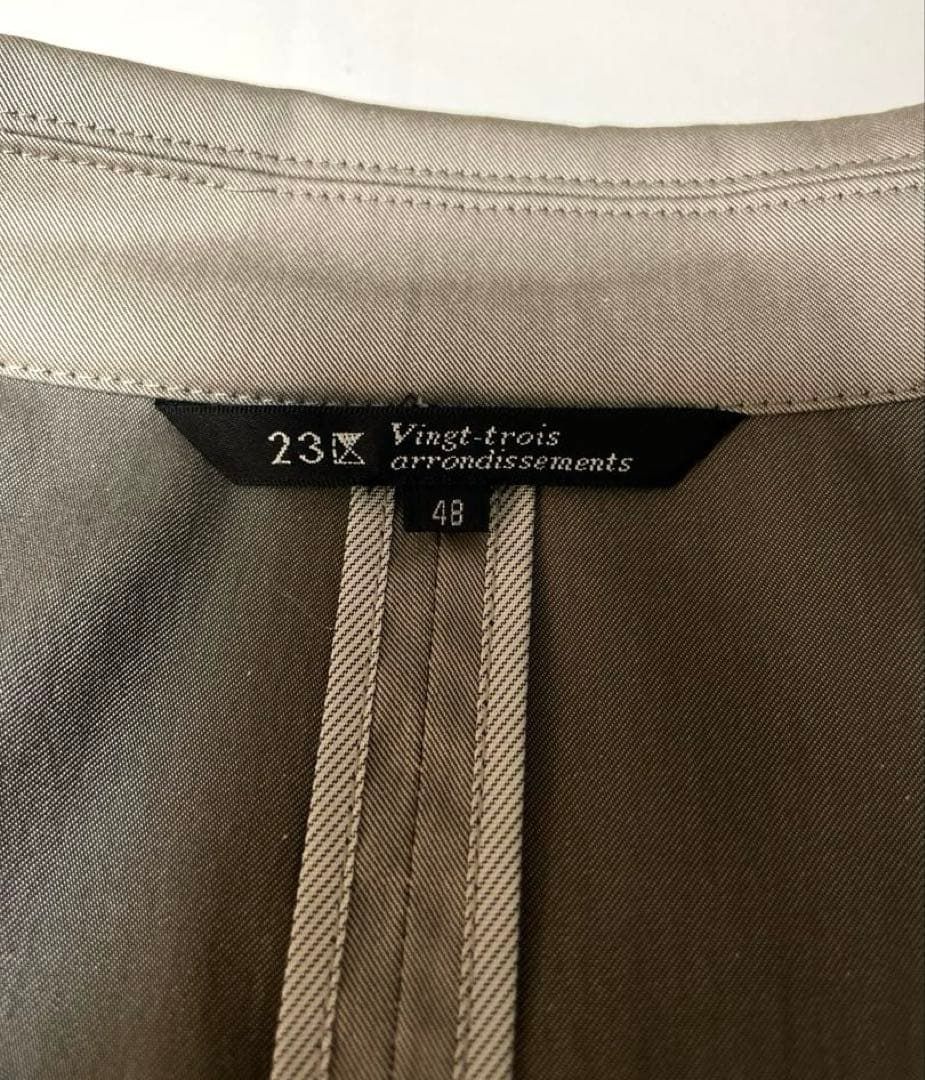 23区 Vingt-trois
arrondissements
48